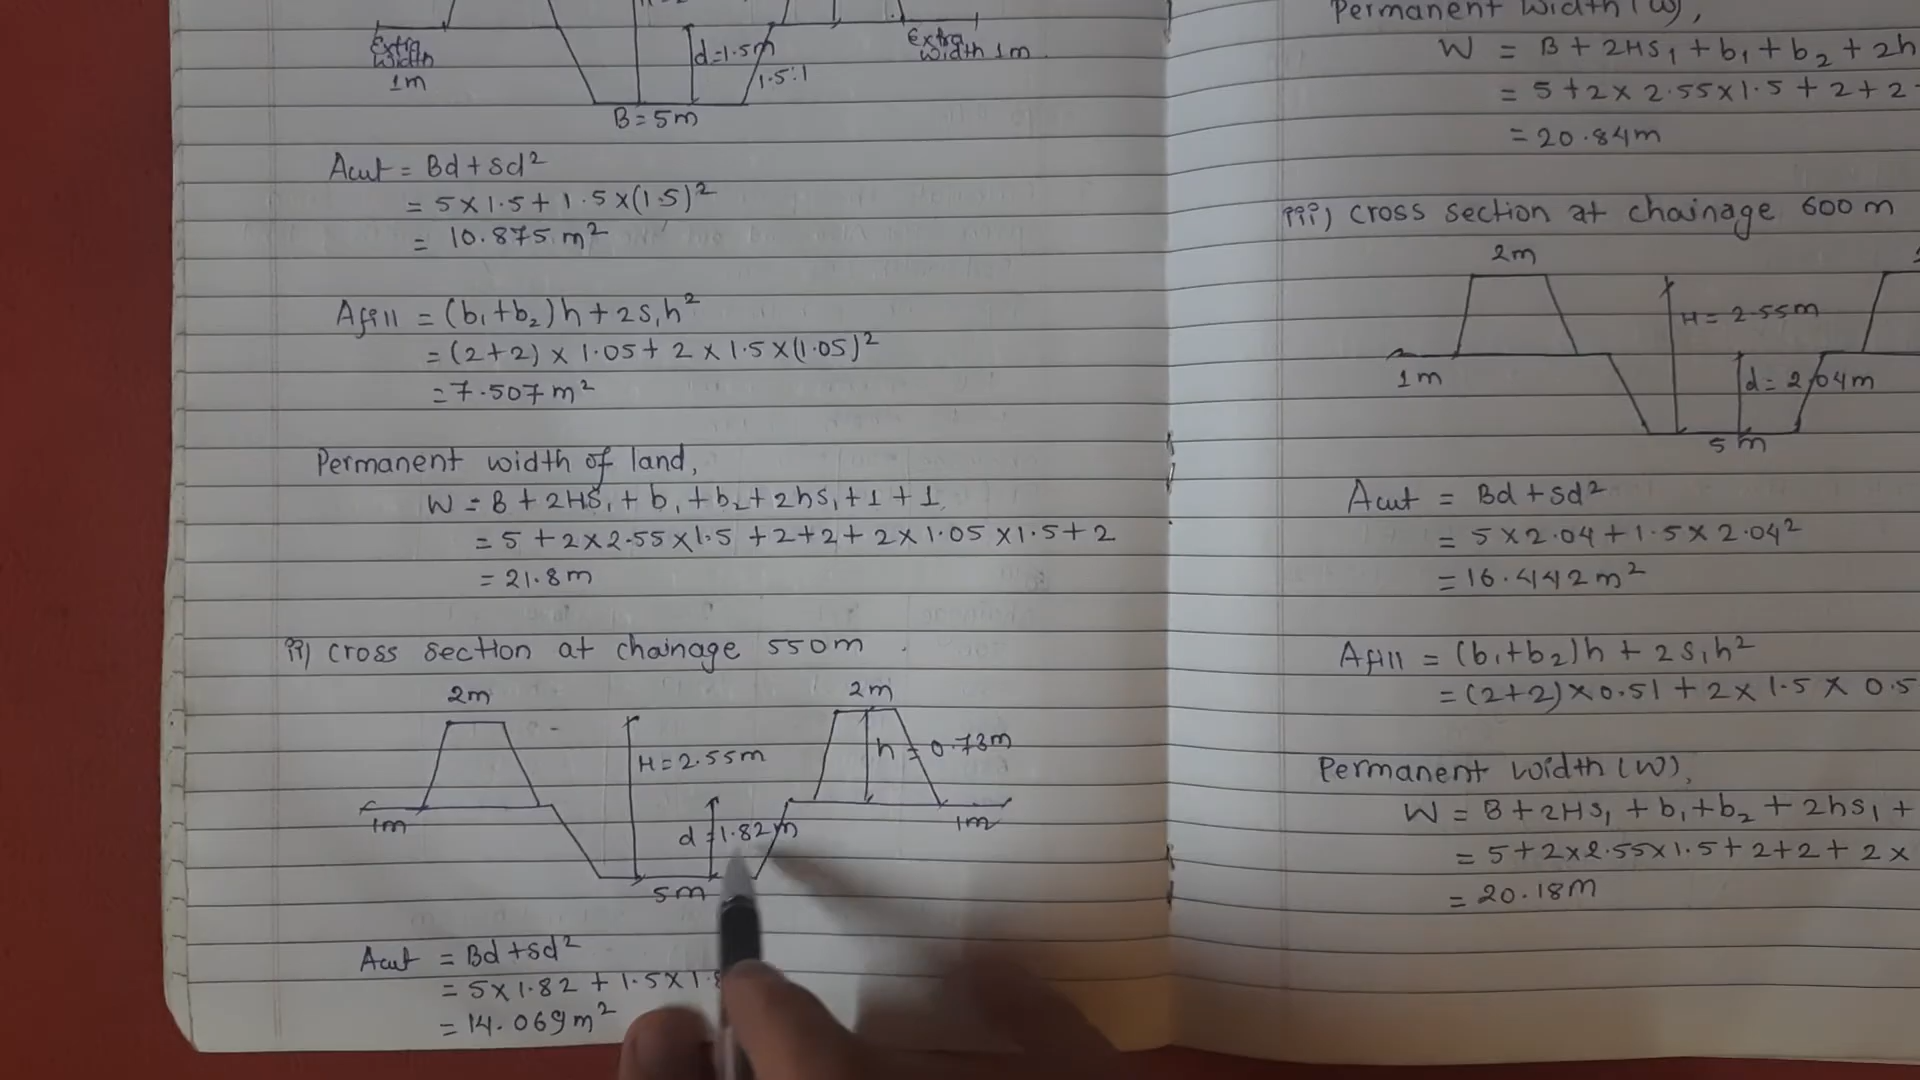 Extra
width
1m
d=1.5m
1.5:1
Extra
width 1m.
B = 5m
Acut = Bd + sd²
= 5 × 1.5 + 1.5 × (1.5)²
= 10.875 m²
Afill = (b₁+b₂)h + 2s₁h²
= (2+2) × 1.05 + 2 × 1.5 × (1.05)²
= 7.507 m²
Permanent width of land,
W = B + 2HS₁ + b₁ + b₂ + 2hs₁ + 1 + 1
= 5 + 2 × 2.55 × 1.5 + 2 + 2 + 2 × 1.05 × 1.5 + 2
= 21.8 m
ii) cross section at chainage 550m
2m
2m
H = 2.55m
h = 0.73m
1m
d = 1.82m
1m
5m
Acut = Bd + sd²
= 5 × 1.82 + 1.5 × 1.8
= 14.069 m²
Permanent width (W),
W = B + 2HS₁ + b₁ + b₂ + 2h
= 5 + 2 × 2.55 × 1.5 + 2 + 2
= 20.84m
iii) cross section at chainage 600 m
2m
H = 2.55m
1m
d = 2.04m
5 m
Acut = Bd + sd²
= 5 × 2.04 + 1.5 × 2.04²
= 16.442 m²
Afill = (b₁+b₂)h + 2s₁h²
= (2+2) × 0.51 + 2 × 1.5 × 0.5
Permanent width (W),
W = B + 2HS₁ + b₁ + b₂ + 2hs₁ +
= 5 + 2 × 2.55 × 1.5 + 2 + 2 + 2 ×
= 20.18m